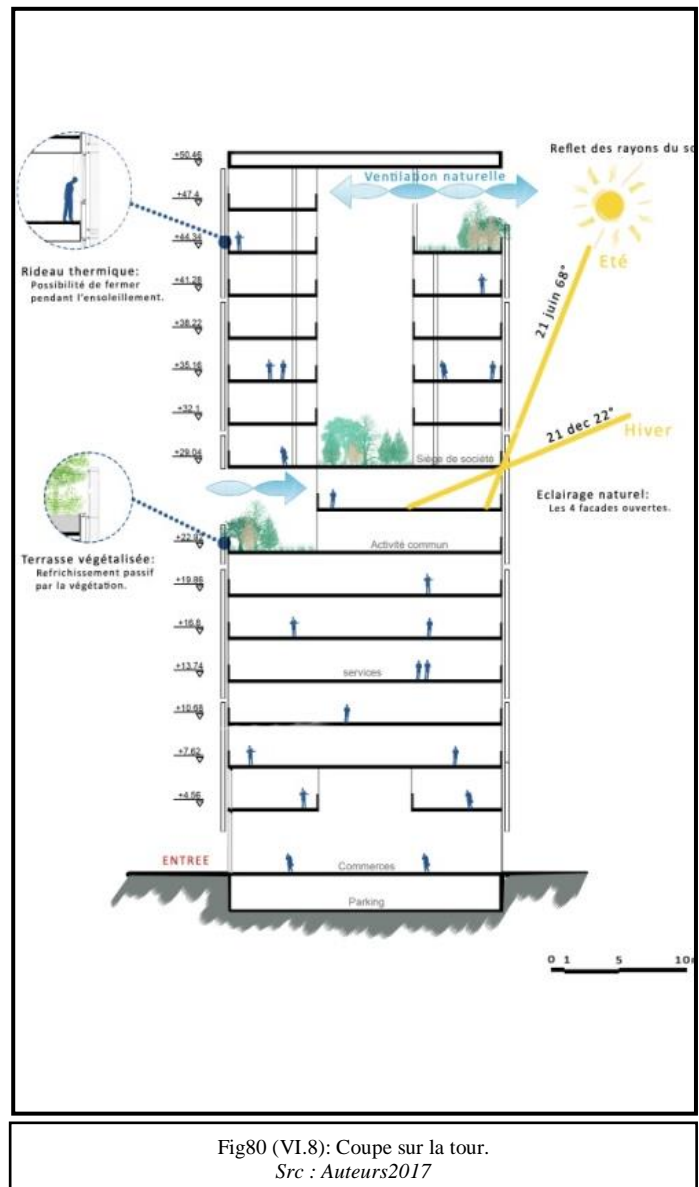 +50.46
Reflet des rayons du so
Ventilation naturelle
+47.4
+44.34
Eté
Rideau thermique:
Possibilité de fermer
pendant l'ensoleillement.
+41.28
21 juin 68°
+38.22
+35.16
+32.1
21 dec 22°
Hiver
+29.04
Siège de société
Eclairage naturel:
Les 4 facades ouvertes.
+22.9
Activité commun
Terrasse végétalisée:
Refrichissement passif
par la végétation.
+19.86
+16.8
+13.74
services
+10.68
+7.62
+4.56
ENTREE
Commerces
Parking
0 1 5 10
Fig80 (VI.8): Coupe sur la tour.
Src : Auteurs2017